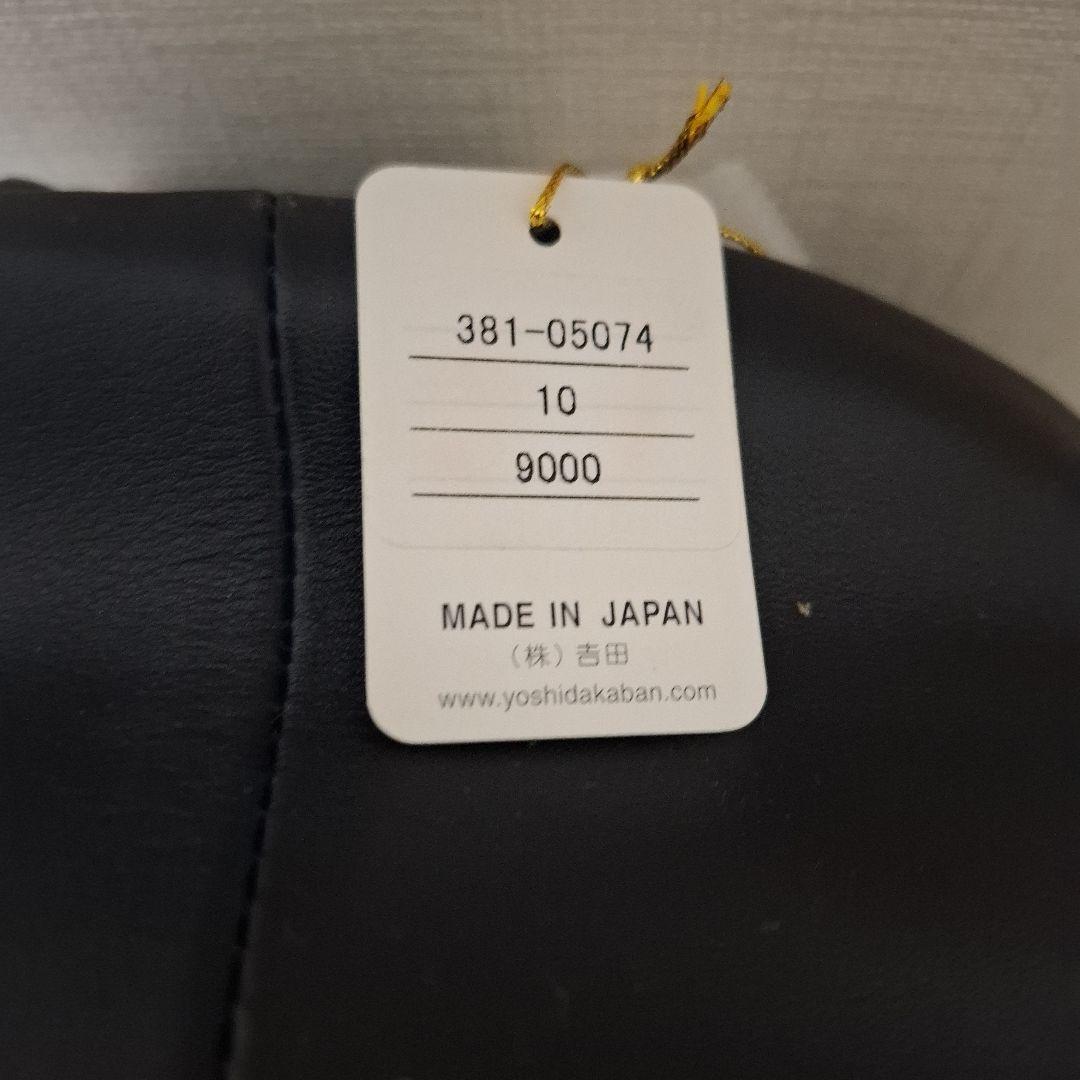 381-05074
10
9000
MADE IN JAPAN
(株)吉田
www.yoshidakaban.com